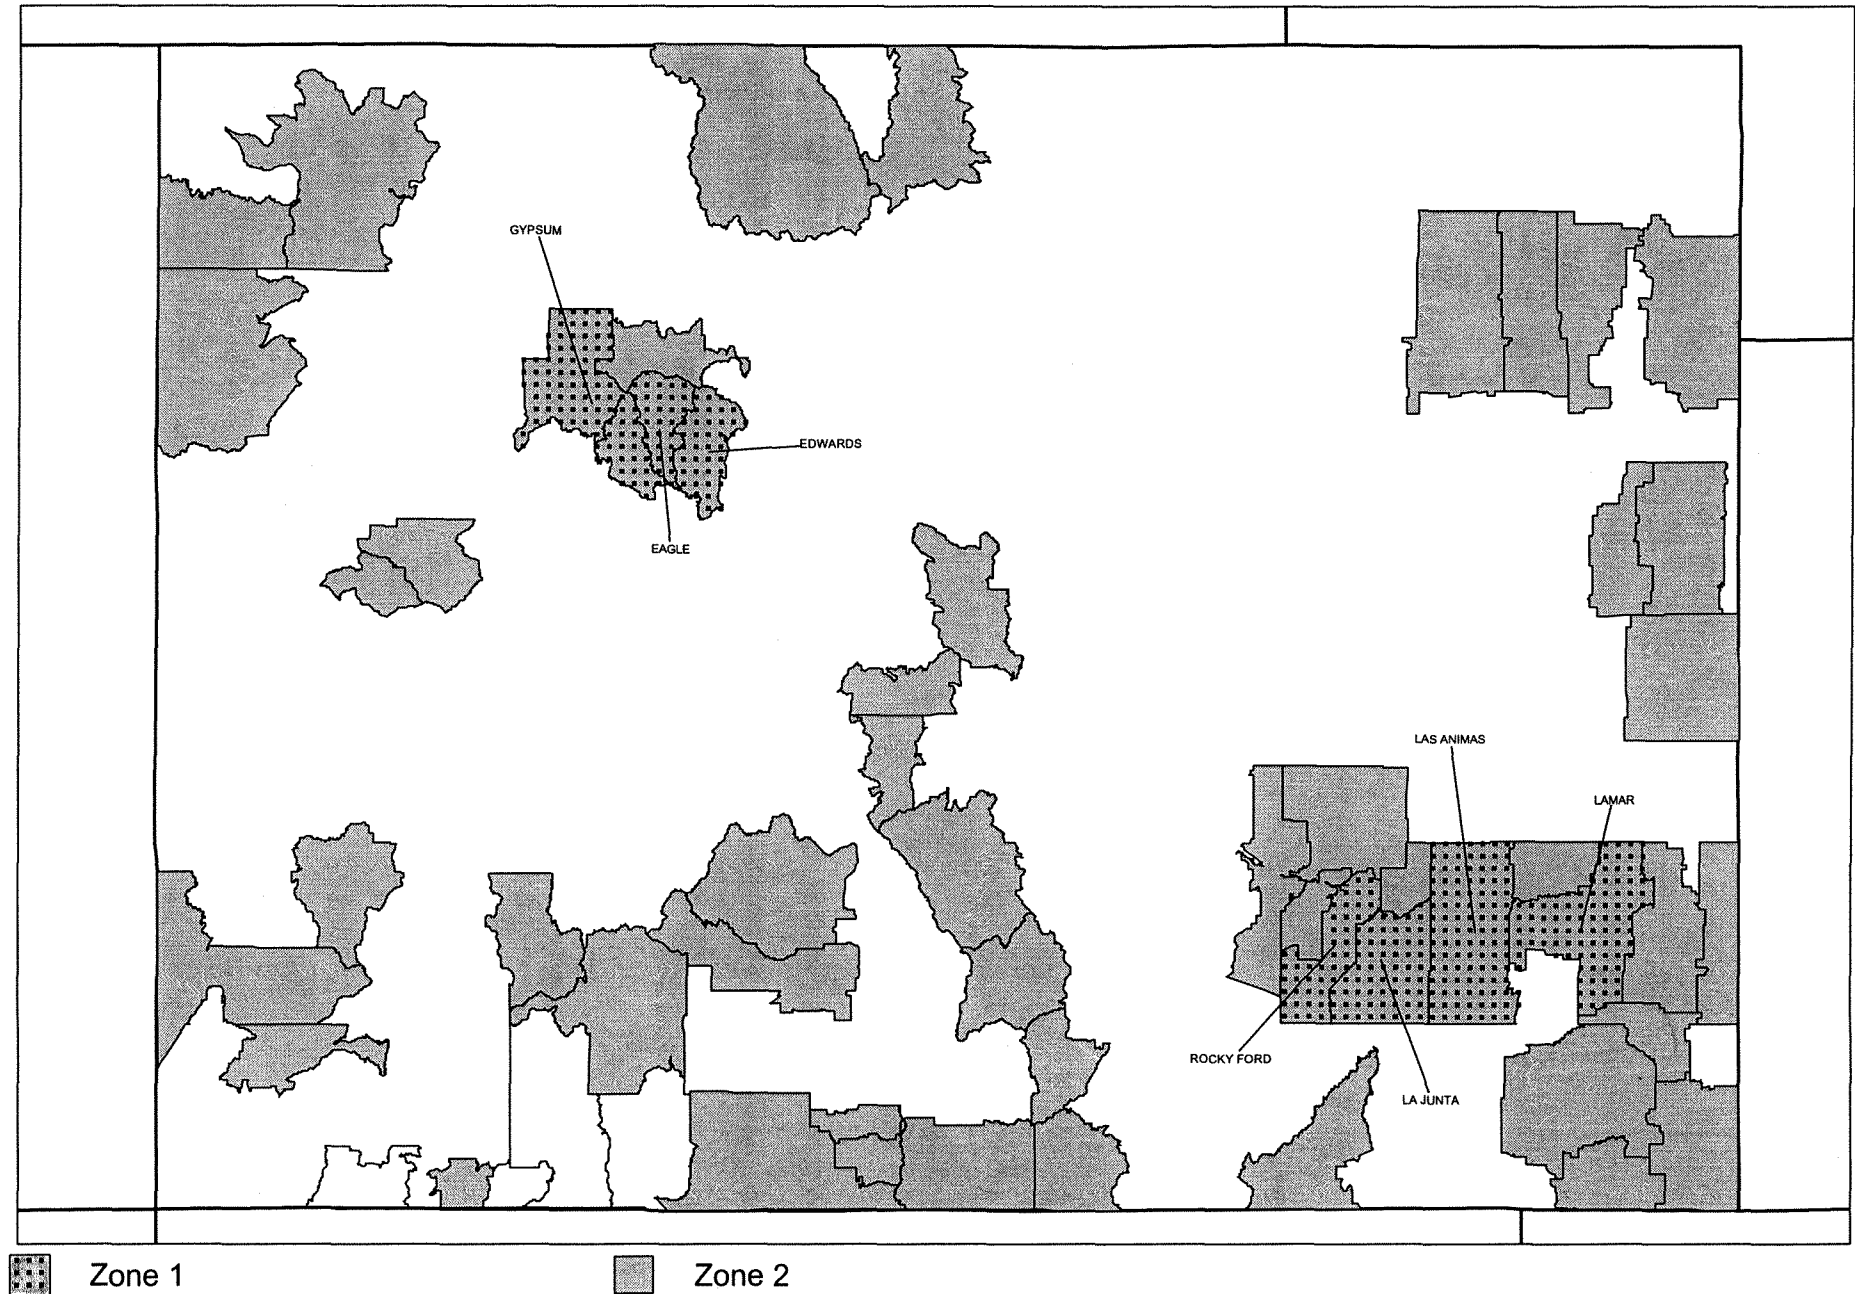 GYPSUM
EDWARDS
EAGLE
LAS ANIMAS
LAMAR
ROCKY FORD
LA JUNTA
Zone 1
Zone 2